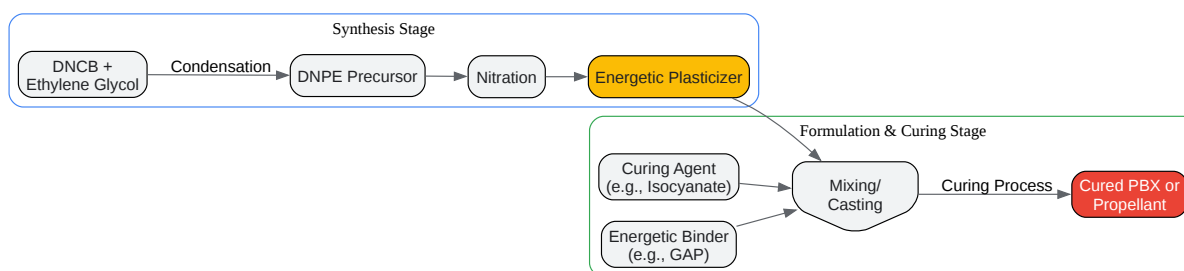 Synthesis Stage
DNCB +
Ethylene Glycol
Condensation
DNPE Precursor
Nitration
Energetic Plasticizer
Formulation & Curing Stage
Curing Agent
(e.g., Isocyanate)
Energetic Binder
(e.g., GAP)
Mixing/
Casting
Curing Process
Cured PBX or
Propellant